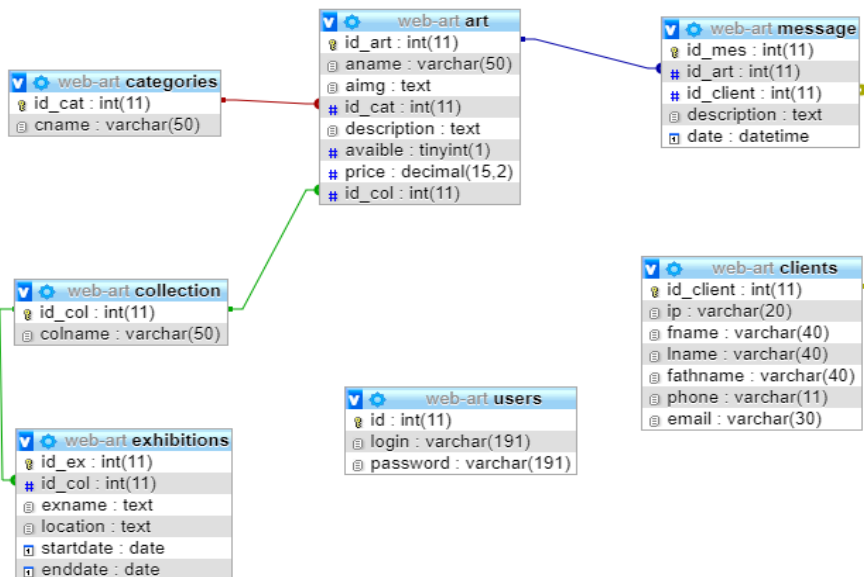 web-art categories
id_cat : int(11)
cname : varchar(50)
web-art art
id_art : int(11)
aname : varchar(50)
aimg : text
id_cat : int(11)
description : text
avaible : tinyint(1)
price : decimal(15,2)
id_col : int(11)
web-art message
id_mes : int(11)
id_art : int(11)
id_client : int(11)
description : text
date : datetime
web-art collection
id_col : int(11)
colname : varchar(50)
web-art clients
id_client : int(11)
ip : varchar(20)
fname : varchar(40)
lname : varchar(40)
fathname : varchar(40)
phone : varchar(11)
email : varchar(30)
web-art users
id : int(11)
login : varchar(191)
password : varchar(191)
web-art exhibitions
id_ex : int(11)
id_col : int(11)
exname : text
location : text
startdate : date
enddate : date